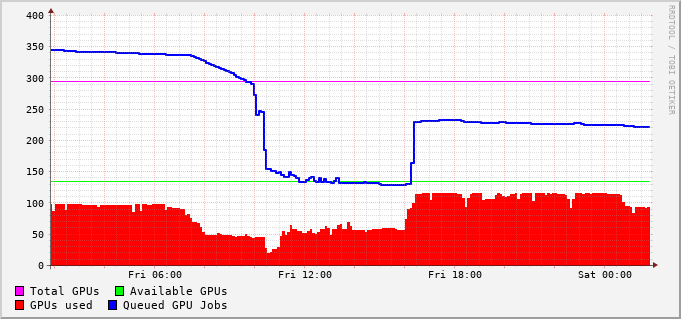 400
350
300
250
200
150
100
50
0
Fri 06:00 Fri 12:00 Fri 18:00 Sat 00:00
Total GPUs Available GPUs
GPUs used Queued GPU Jobs
RRDTOOL / TOBI OETIKER